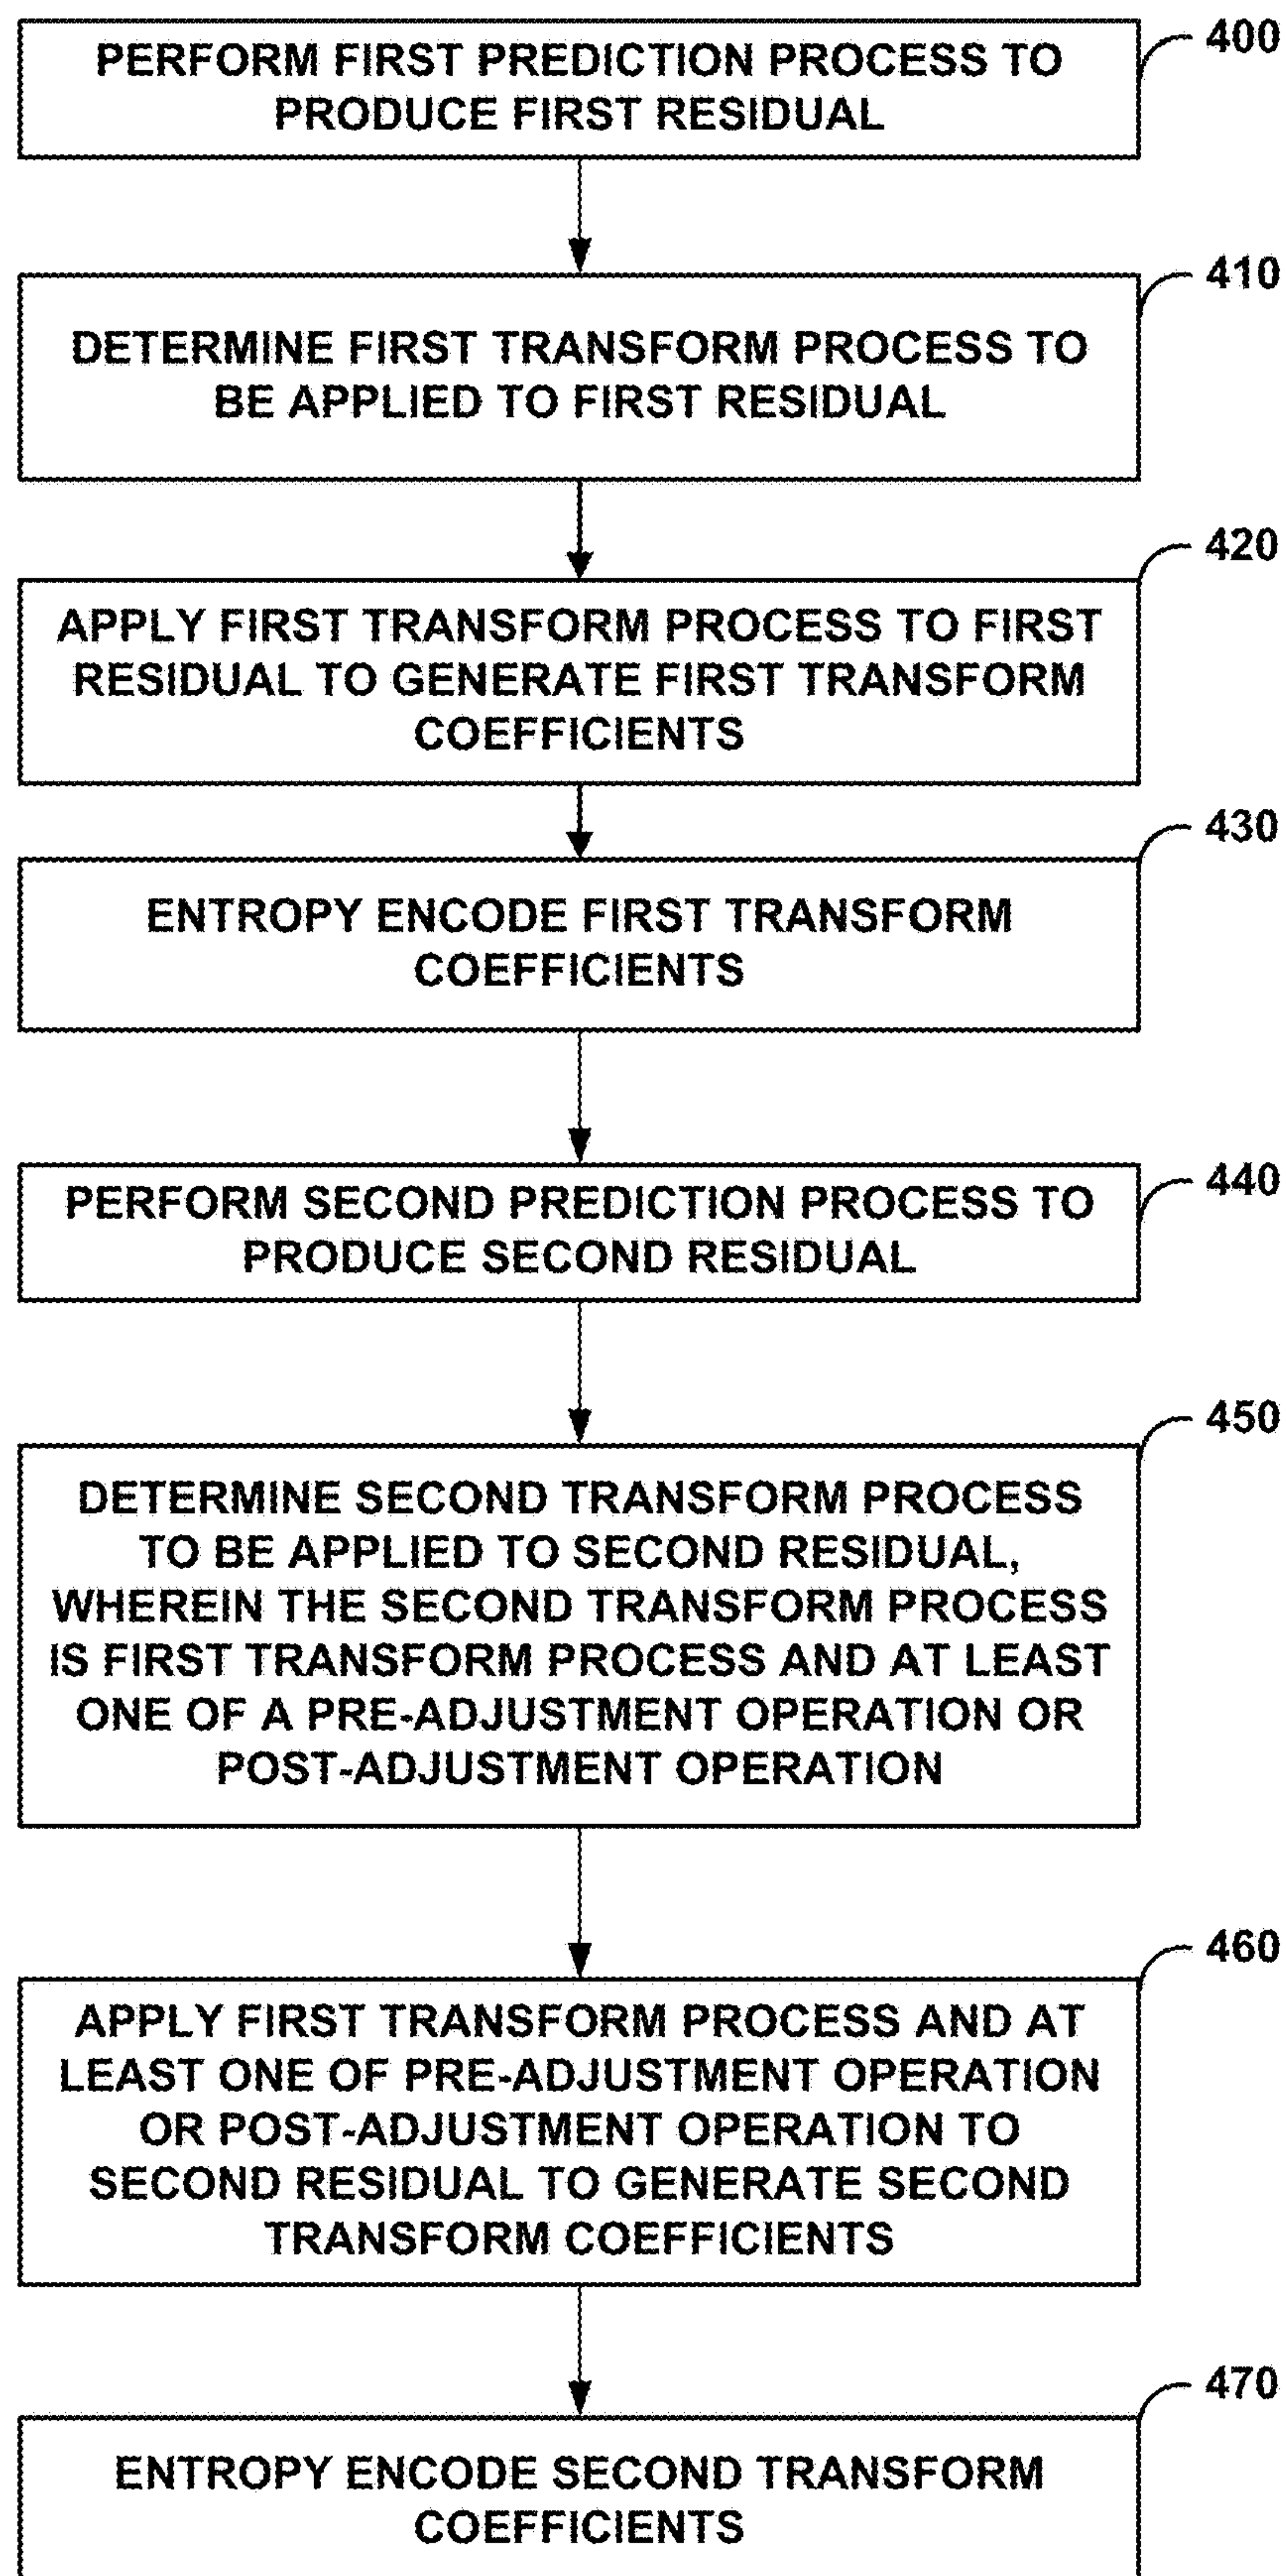 PERFORM FIRST PREDICTION PROCESS TO
PRODUCE FIRST RESIDUAL
400
DETERMINE FIRST TRANSFORM PROCESS TO
BE APPLIED TO FIRST RESIDUAL
410
APPLY FIRST TRANSFORM PROCESS TO FIRST
RESIDUAL TO GENERATE FIRST TRANSFORM
COEFFICIENTS
420
ENTROPY ENCODE FIRST TRANSFORM
COEFFICIENTS
430
PERFORM SECOND PREDICTION PROCESS TO
PRODUCE SECOND RESIDUAL
440
DETERMINE SECOND TRANSFORM PROCESS
TO BE APPLIED TO SECOND RESIDUAL,
WHEREIN THE SECOND TRANSFORM PROCESS
IS FIRST TRANSFORM PROCESS AND AT LEAST
ONE OF A PRE-ADJUSTMENT OPERATION OR
POST-ADJUSTMENT OPERATION
450
APPLY FIRST TRANSFORM PROCESS AND AT
LEAST ONE OF PRE-ADJUSTMENT OPERATION
OR POST-ADJUSTMENT OPERATION TO
SECOND RESIDUAL TO GENERATE SECOND
TRANSFORM COEFFICIENTS
460
ENTROPY ENCODE SECOND TRANSFORM
COEFFICIENTS
470